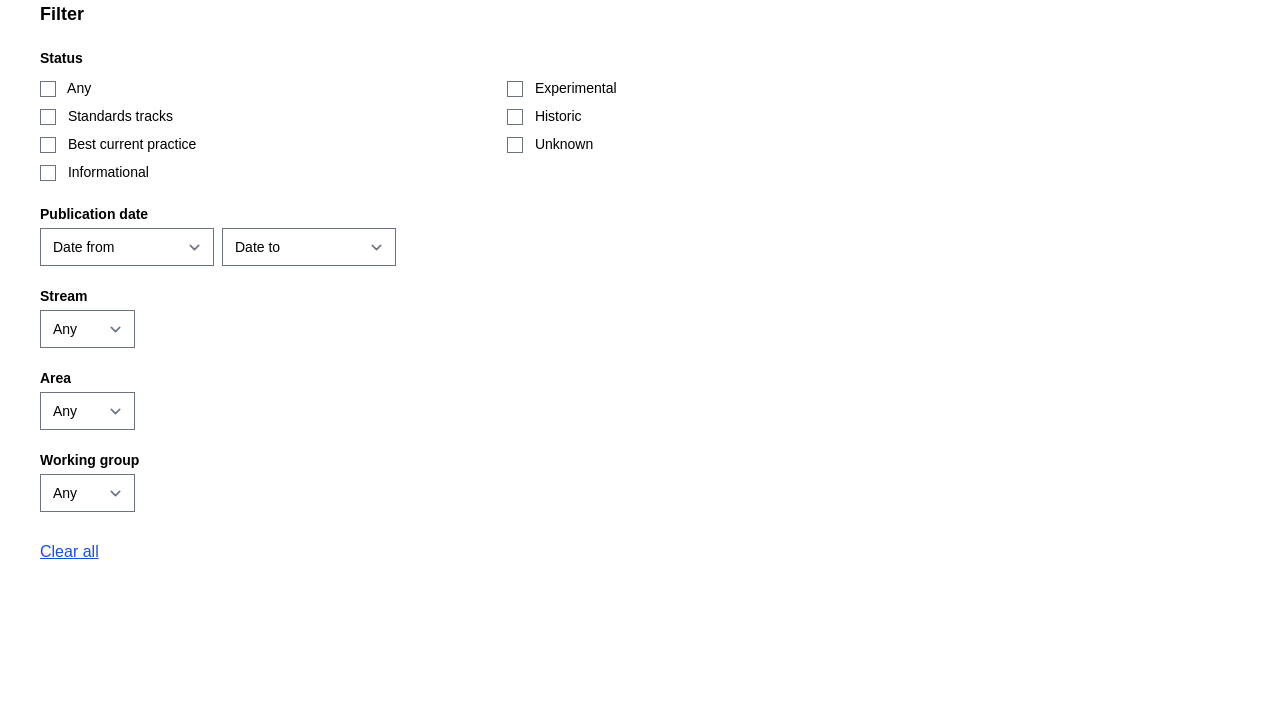 Filter
Status
Any
Standards tracks
Best current practice
Informational
Experimental
Historic
Unknown
Publication date
Date from
Date to
Stream
Any
Area
Any
Working group
Any
Clear all